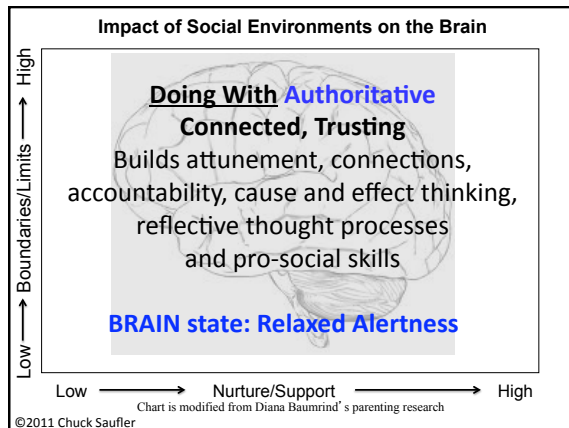 Impact of Social Environments on the Brain
High
Boundaries/Limits
Low
Doing With Authoritative
Connected, Trusting
Builds attunement, connections,
accountability, cause and effect thinking,
reflective thought processes
and pro-social skills
BRAIN state: Relaxed Alertness
Low Nurture/Support High
Chart is modified from Diana Baumrind's parenting research
©2011 Chuck Saufler